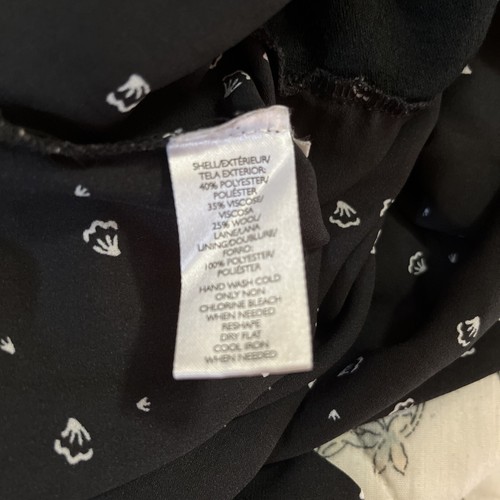 SHELL/EXTÉRIEUR/
TELA EXTERIOR:
40% POLYESTER/
POLIÉSTER
35% VISCOSE/
VISCOSA
25% WOOL/
LAINE/LANA
LINING/DOUBLURE/
FORRO:
100% POLYESTER/
POLIÉSTER
HAND WASH COLD
ONLY NON
CHLORINE BLEACH
WHEN NEEDED
RESHAPE
DRY FLAT
COOL IRON
WHEN NEEDED